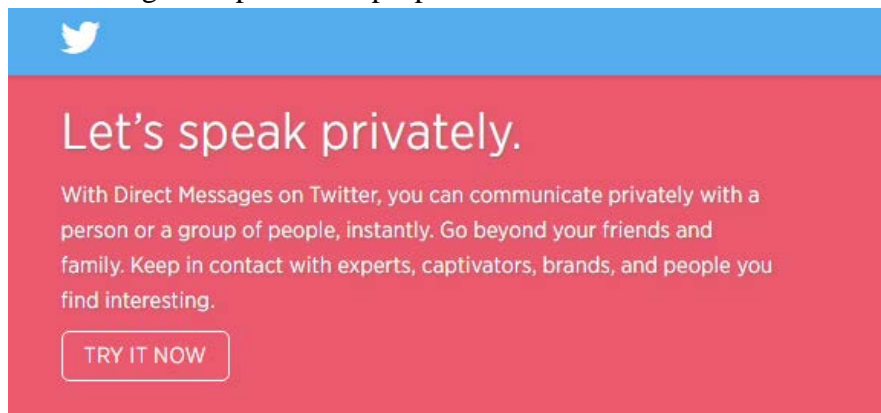 Let's speak privately.
With Direct Messages on Twitter, you can communicate privately with a
person or a group of people, instantly. Go beyond your friends and
family. Keep in contact with experts, captivators, brands, and people you
find interesting.
TRY IT NOW